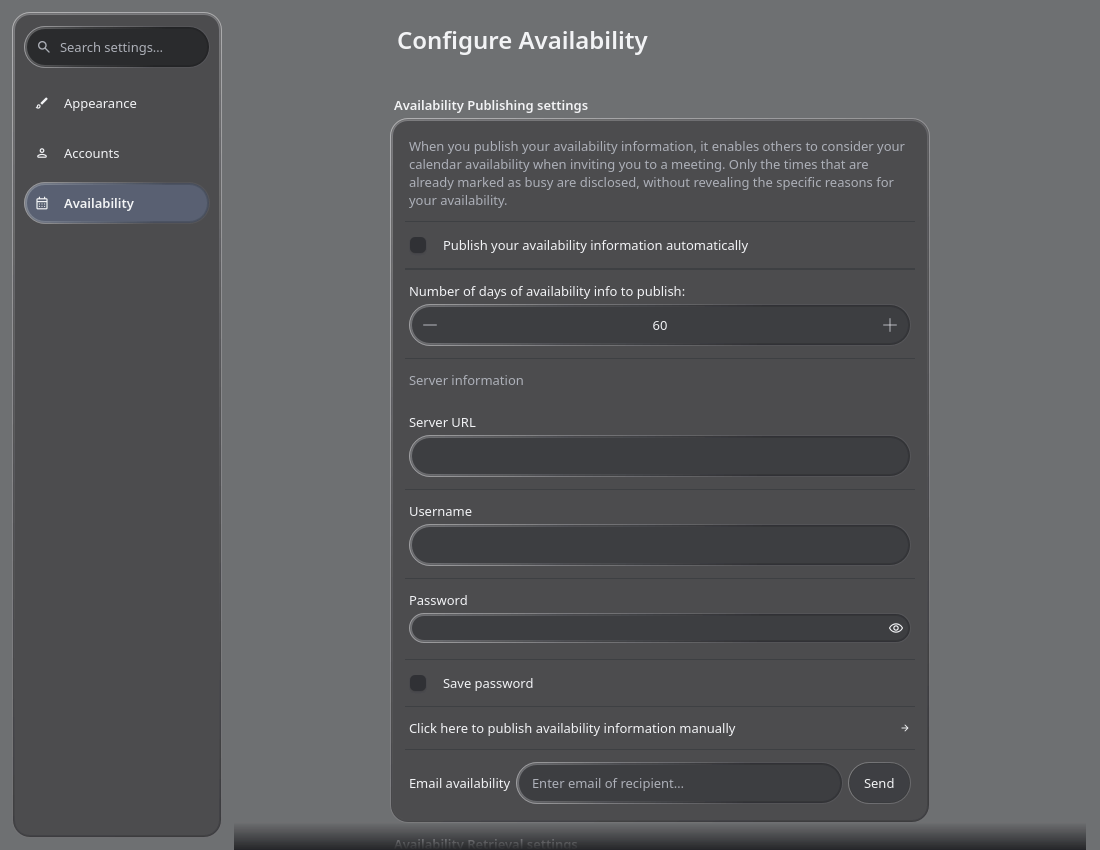 Search settings...
Appearance
Accounts
Availability
Configure Availability
Availability Publishing settings
When you publish your availability information, it enables others to consider your
calendar availability when inviting you to a meeting. Only the times that are
already marked as busy are disclosed, without revealing the specific reasons for
your availability.
Publish your availability information automatically
Number of days of availability info to publish:
60
Server information
Server URL
Username
Password
Save password
Click here to publish availability information manually
Email availability Enter email of recipient... Send
Availability Retrieval settings